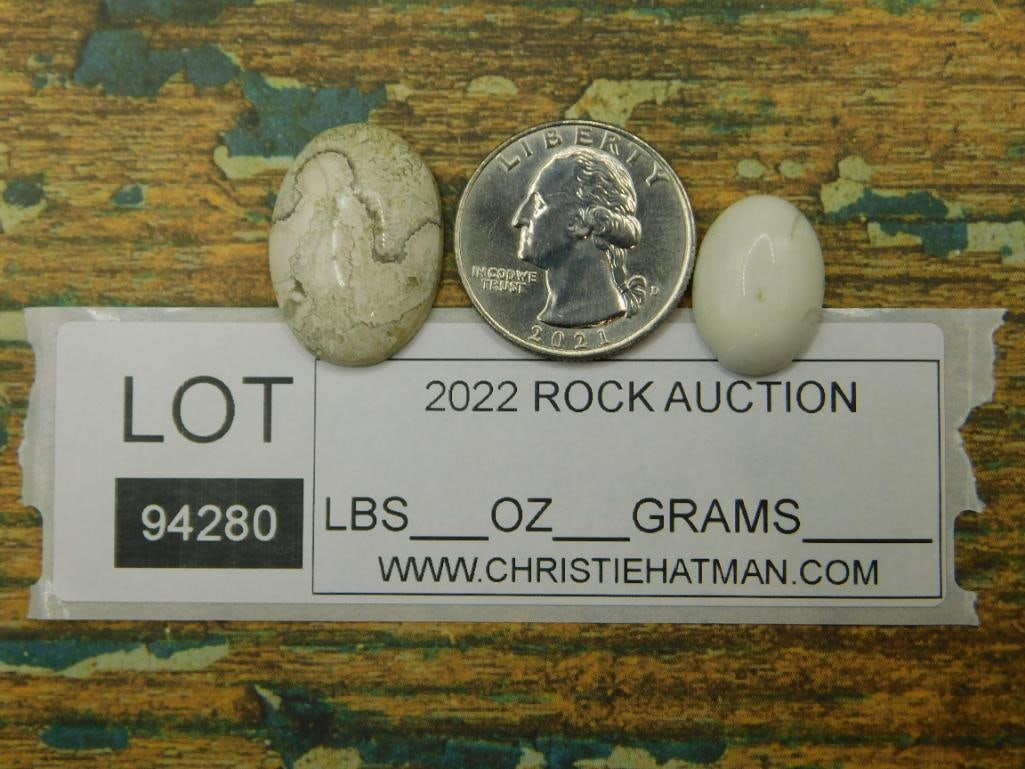 LIBERTY
IN GOD WE
TRUST
D
2021
LOT
94280
2022 ROCK AUCTION
LBS___OZ___GRAMS_____
WWW.CHRISTIEHATMAN.COM